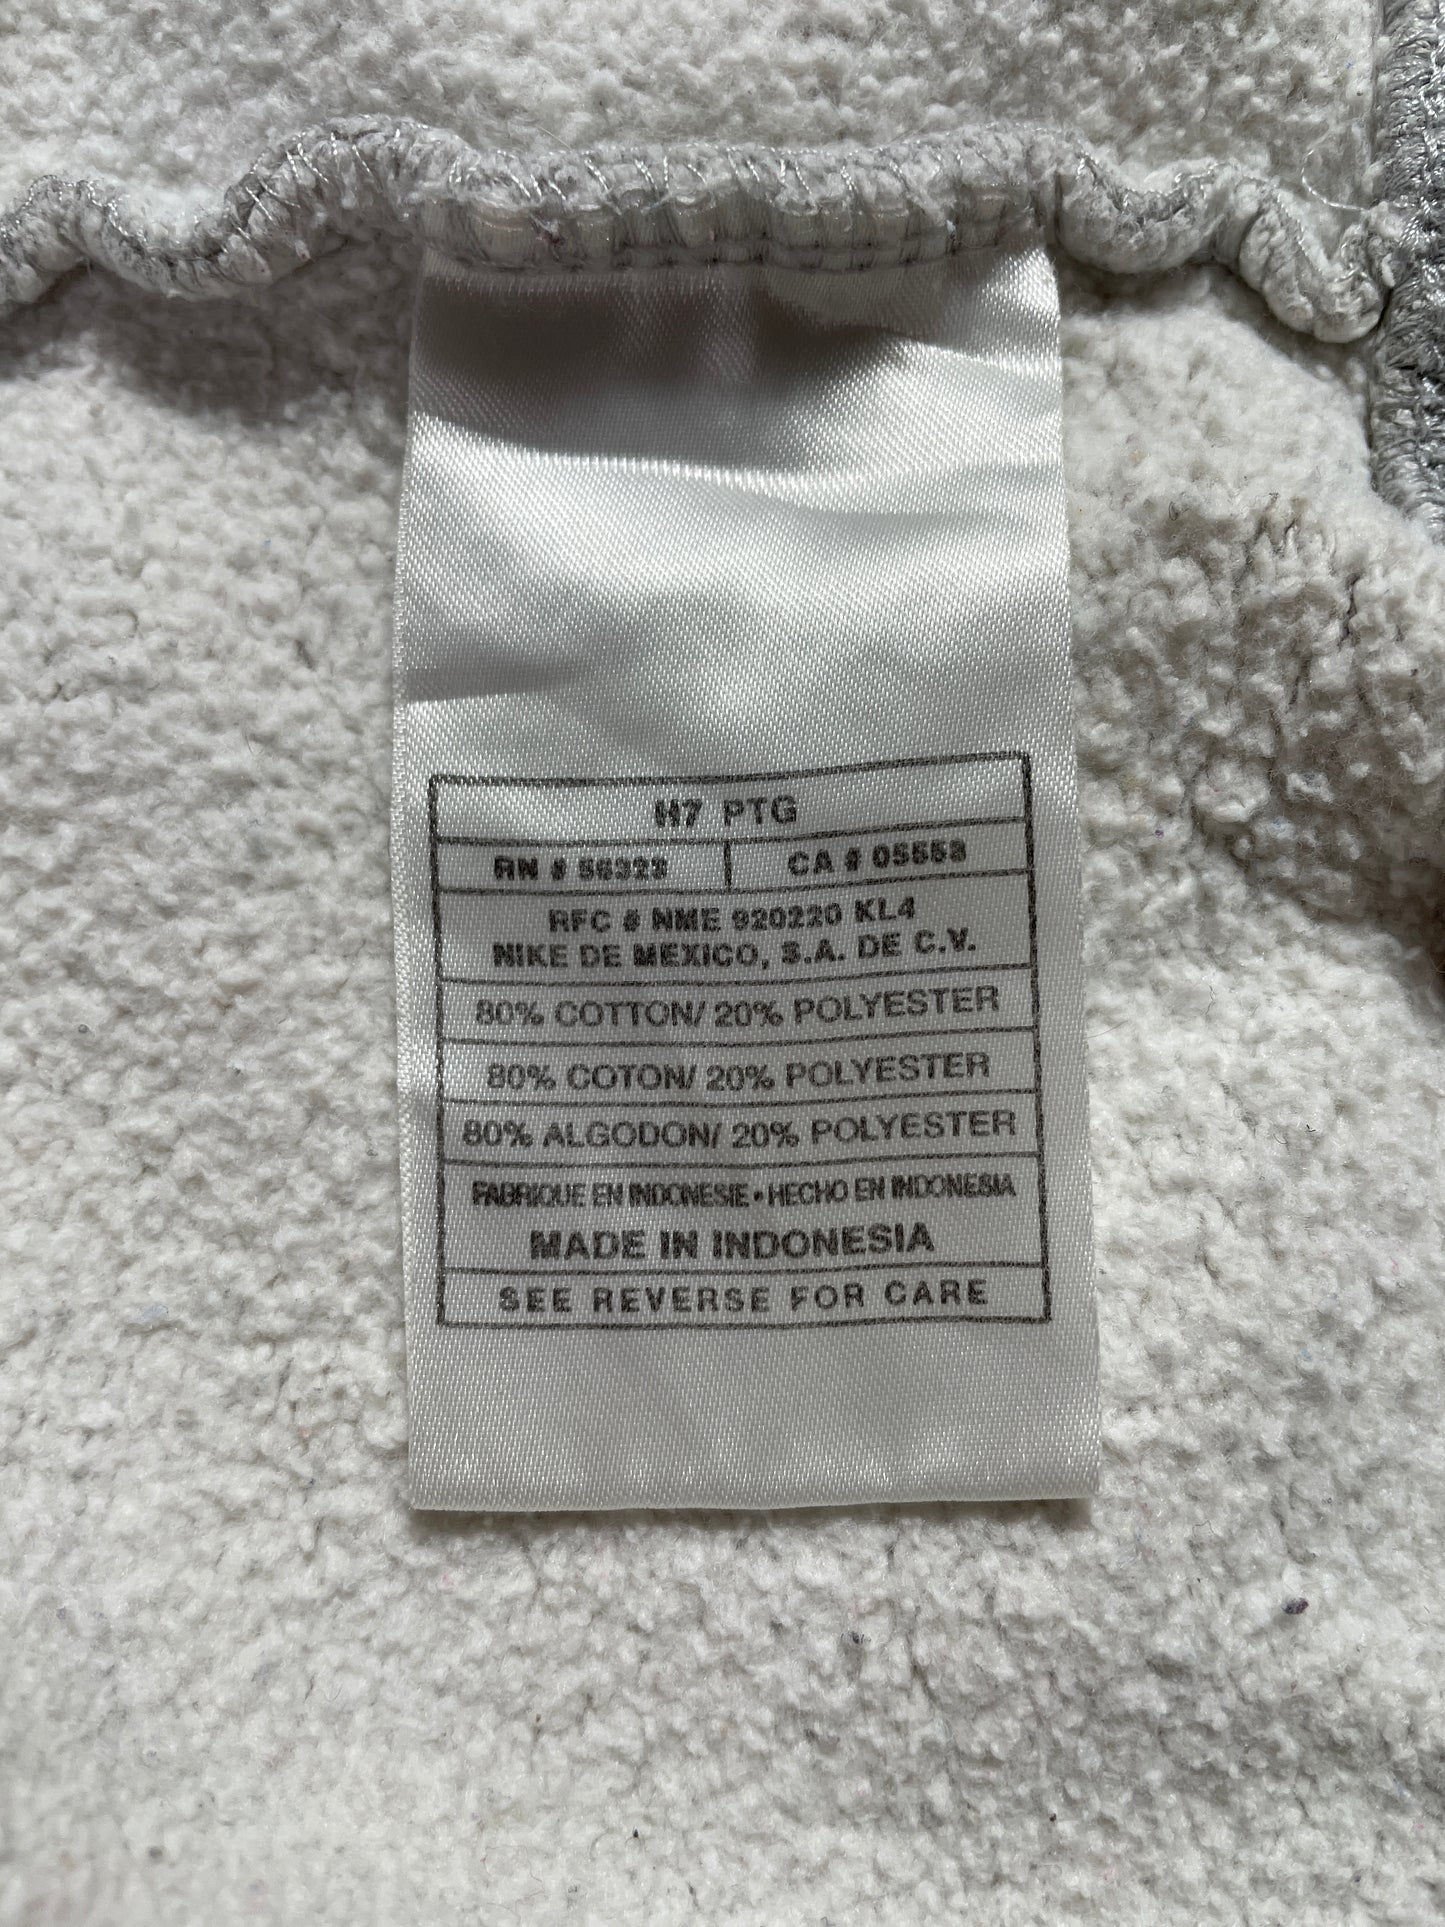 H7 PTG
RN # 56323 CA # 05553
RFC # NME 920220 KL4
NIKE DE MEXICO, S.A. DE C.V.
80% COTTON/ 20% POLYESTER
80% COTON/ 20% POLYESTER
80% ALGODON/ 20% POLYESTER
FABRIQUE EN INDONESIE • HECHO EN INDONESIA
MADE IN INDONESIA
SEE REVERSE FOR CARE